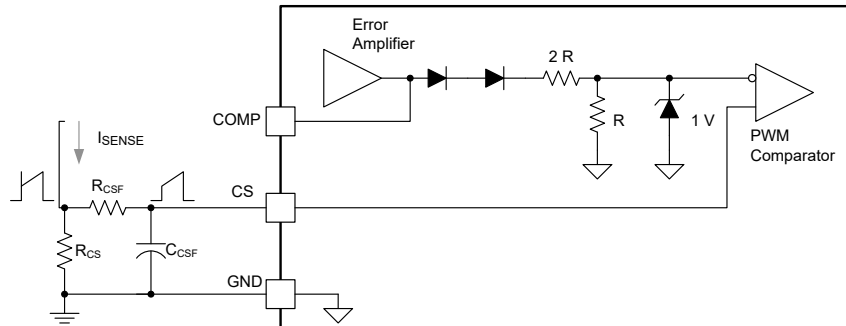 Error
Amplifier
2 R
COMP
R
1 V
PWM
Comparator
ISENSE
RCSF
CS
RCS
CCSF
GND